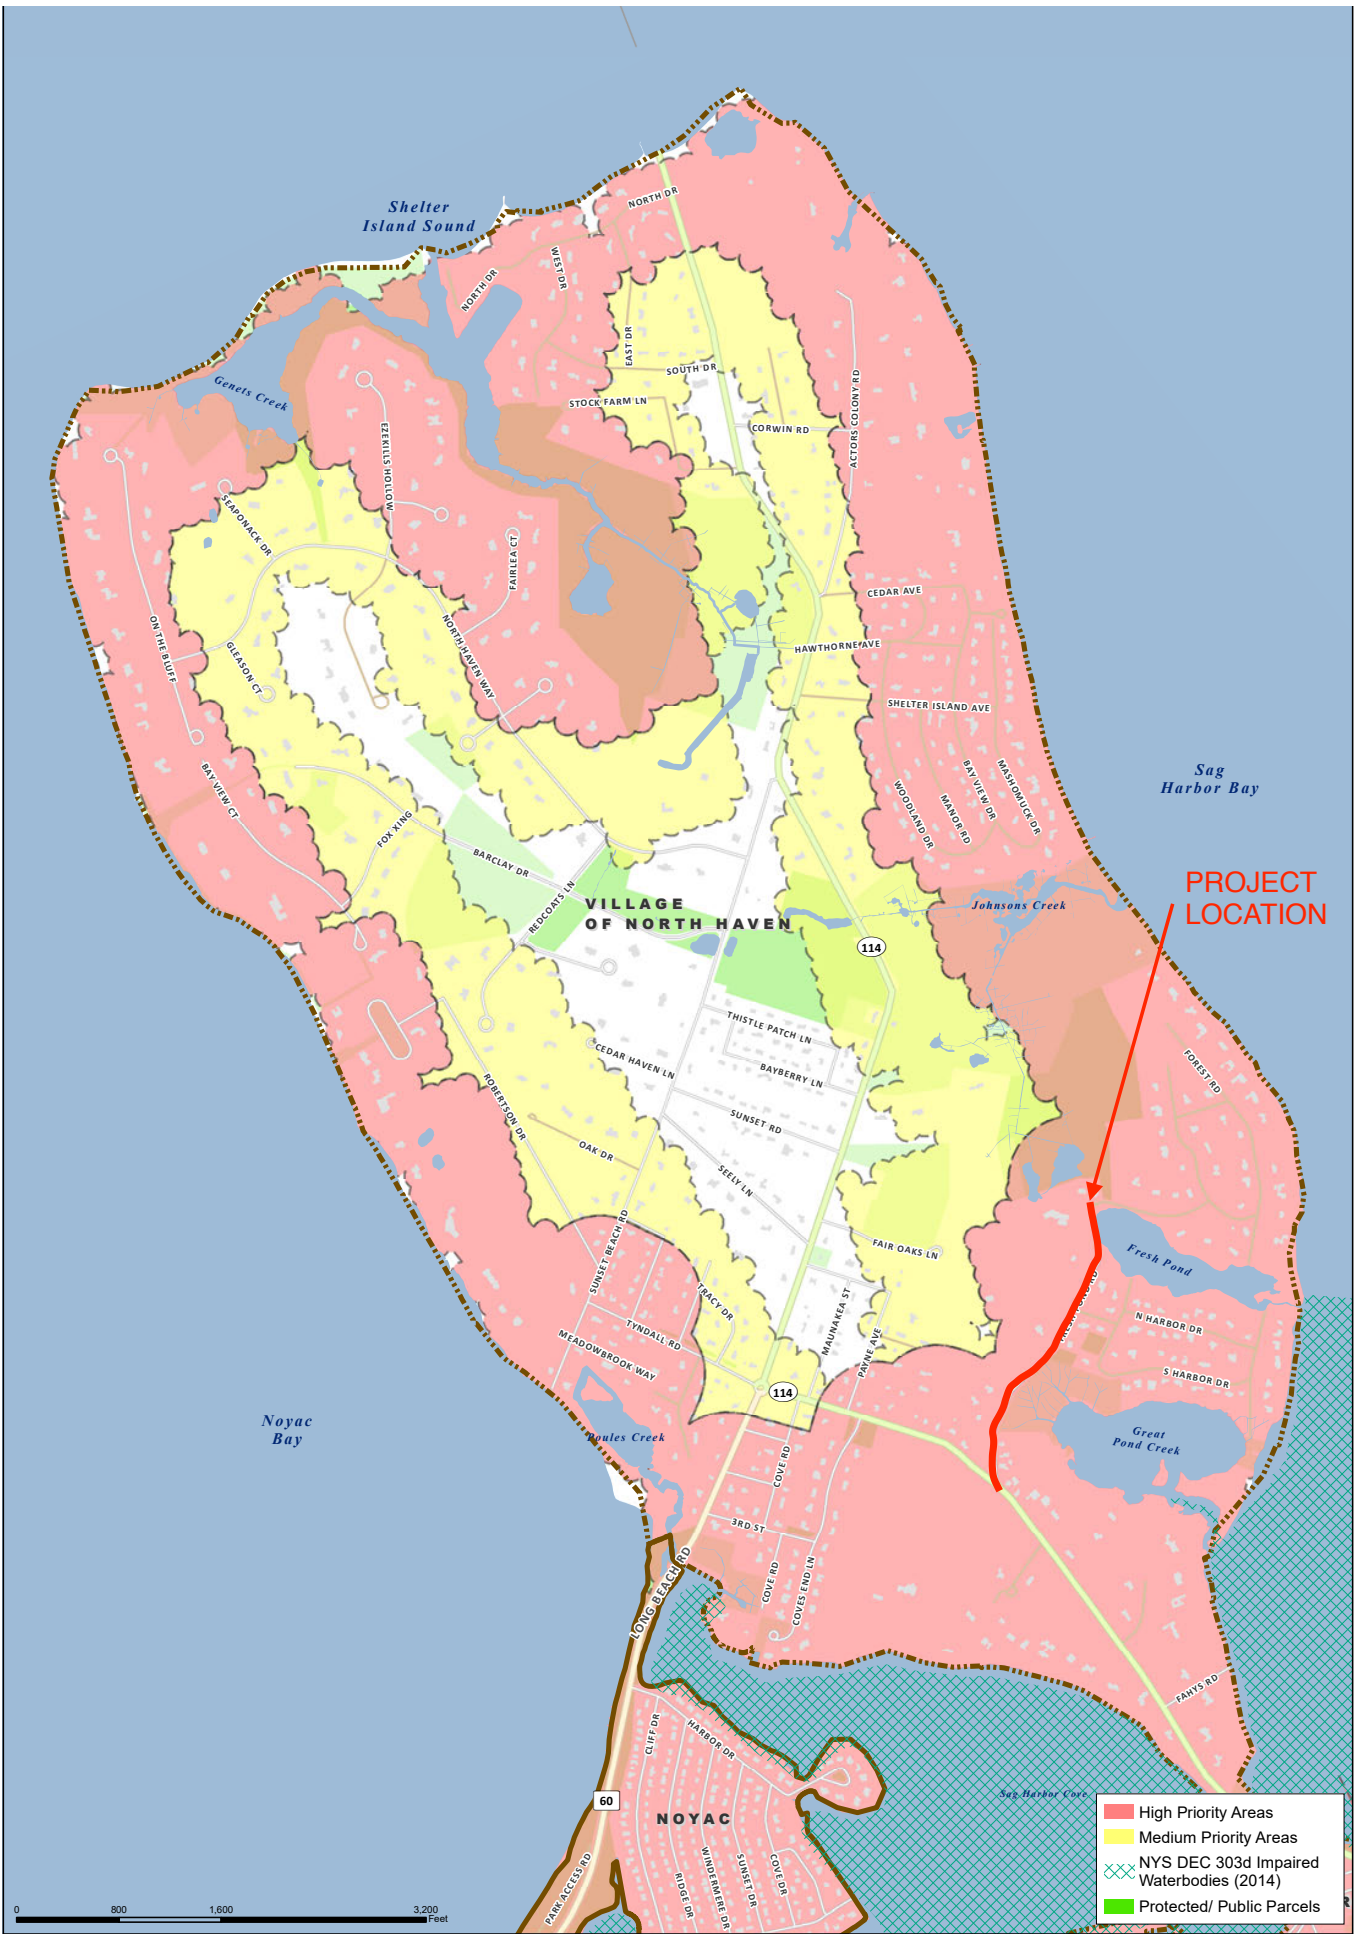 Shelter
Island Sound
NORTH DR
NORTH DR
WEST DR
EAST DR
SOUTH DR
STOCK FARM LN
CORWIN RD
ACTORS COLONY RD
Genets Creek
EZEKILLS HOLLOW
SEAPONACK DR
FAIRLEA CT
CEDAR AVE
ON THE BLUFF
GLEASON CT
NORTH HAVEN WAY
HAWTHORNE AVE
SHELTER ISLAND AVE
Sag
Harbor Bay
BAY VIEW CT
FOX XING
WOODLAND DR
MANOR RD
BAY VIEW DR
MASHOMUCK DR
BARCLAY DR
REDCOATS LN
VILLAGE
OF NORTH HAVEN
Johnsons Creek
PROJECT
LOCATION
114
THISTLE PATCH LN
CEDAR HAVEN LN
BAYBERRY LN
FOREST RD
ROBERTSON DR
SUNSET RD
OAK DR
SEELY LN
SUNSET BEACH RD
FAIR OAKS LN
Fresh Pond
TRACY DR
MAUNAKEA ST
PAYNE AVE
TYNDALL RD
MEADOWBROOK WAY
N HARBOR DR
S HARBOR DR
114
Noyac
Bay
Poules Creek
Great
Pond Creek
COVE RD
3RD ST
COVE RD
COVES END LN
LONG BEACH RD
FAHYS RD
CLIFF DR
HARBOR DR
60
NOYAC
Sag Harbor Cove
PARK ACCESS RD
RIDGE DR
WINDERMERE DR
SUNSET DR
COVE DR
High Priority Areas
Medium Priority Areas
NYS DEC 303d Impaired
Waterbodies (2014)
Protected/ Public Parcels
0 800 1,600 3,200
Feet